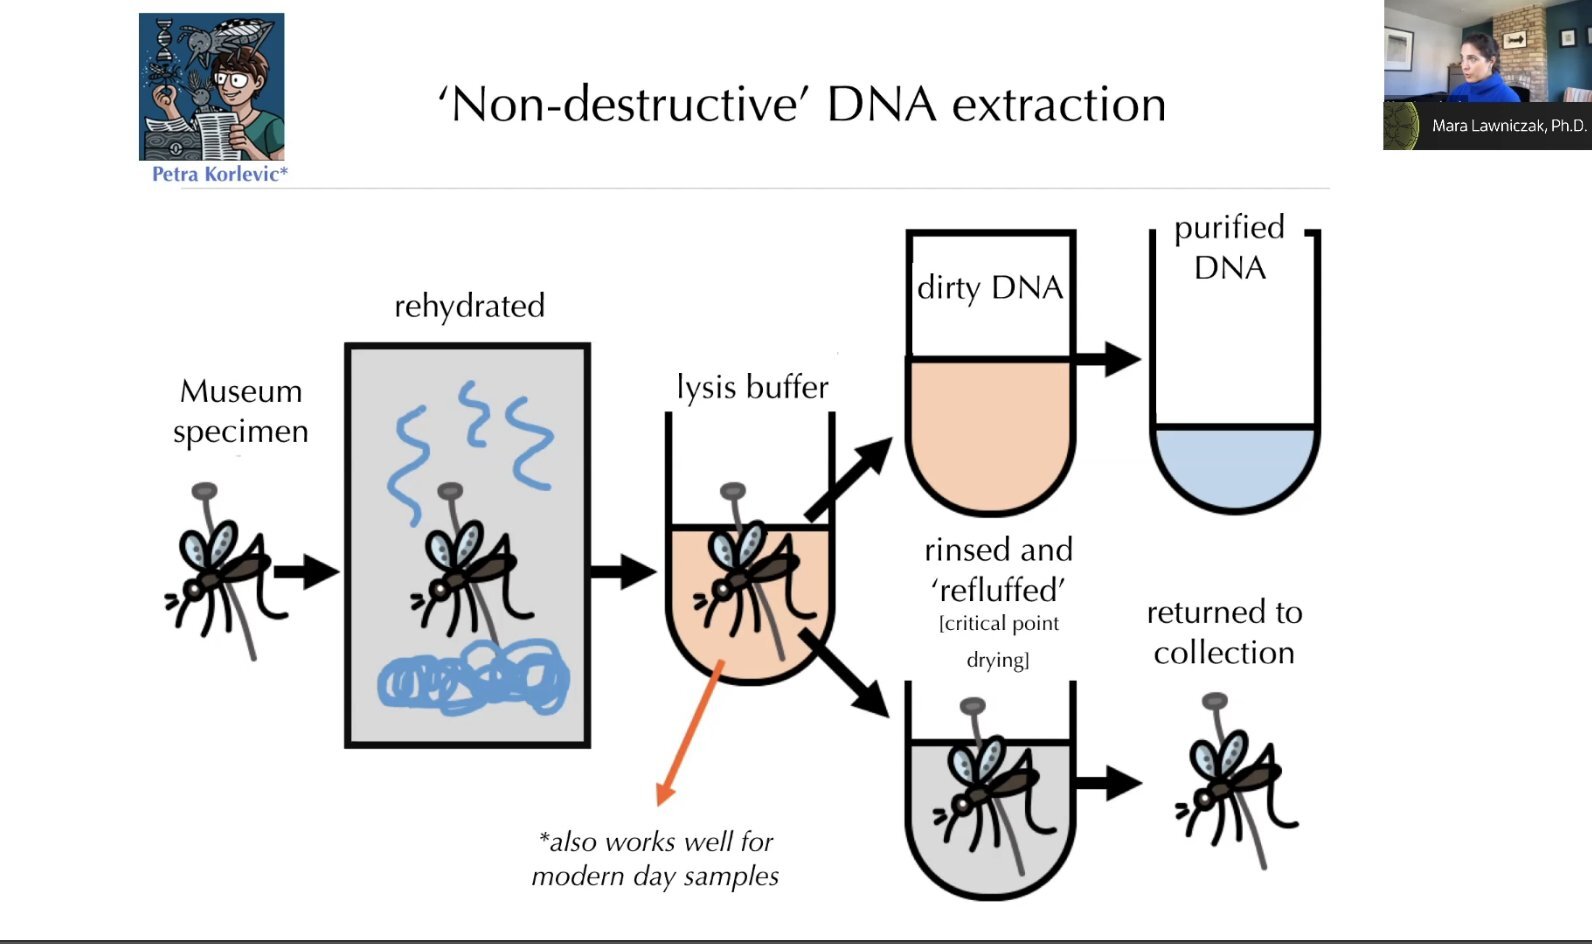 ‘Non-destructive’ DNA extraction
Mara Lawniczak, Ph.D.
Petra Korlevic*
Museum
specimen
rehydrated
lysis buffer
dirty DNA
purified
DNA
rinsed and
‘refluffed’
[critical point
drying]
returned to
collection
*also works well for
modern day samples